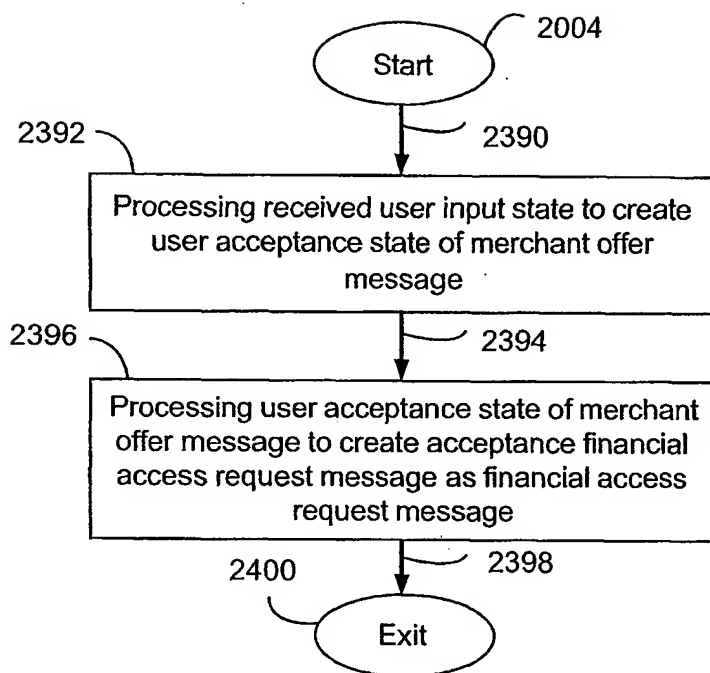 2004
Start
2390
2392
Processing received user input state to create
user acceptance state of merchant offer
message
2394
2396
Processing user acceptance state of merchant
offer message to create acceptance financial
access request message as financial access
request message
2398
2400
Exit